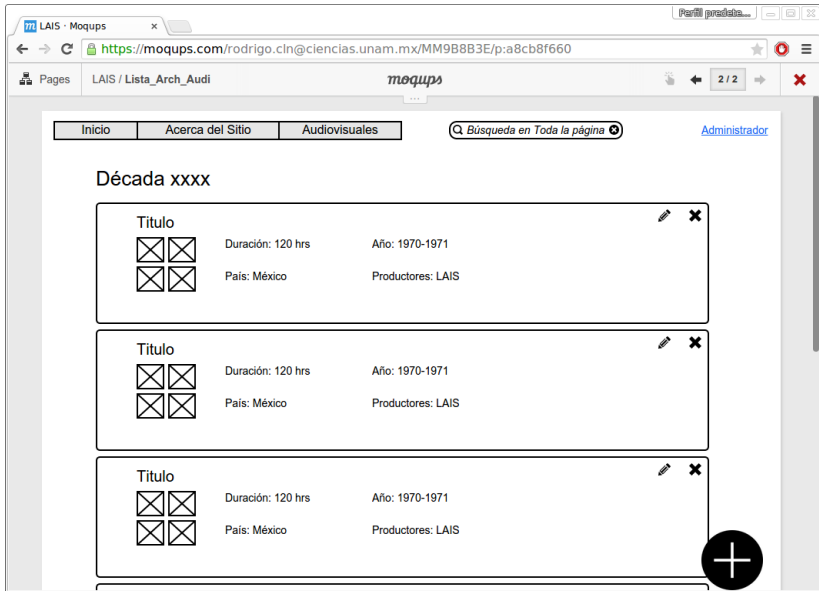 Perfil predete...
LAIS · Moqups
https://moqups.com/rodrigo.cln@ciencias.unam.mx/MM9B8B3E/p:a8cb8f660
Pages LAIS / Lista_Arch_Audi moqups 2 / 2
Inicio Acerca del Sitio Audiovisuales Búsqueda en Toda la página Administrador
Década xxxx
Titulo
Duración: 120 hrs Año: 1970-1971
País: México Productores: LAIS
Titulo
Duración: 120 hrs Año: 1970-1971
País: México Productores: LAIS
Titulo
Duración: 120 hrs Año: 1970-1971
País: México Productores: LAIS